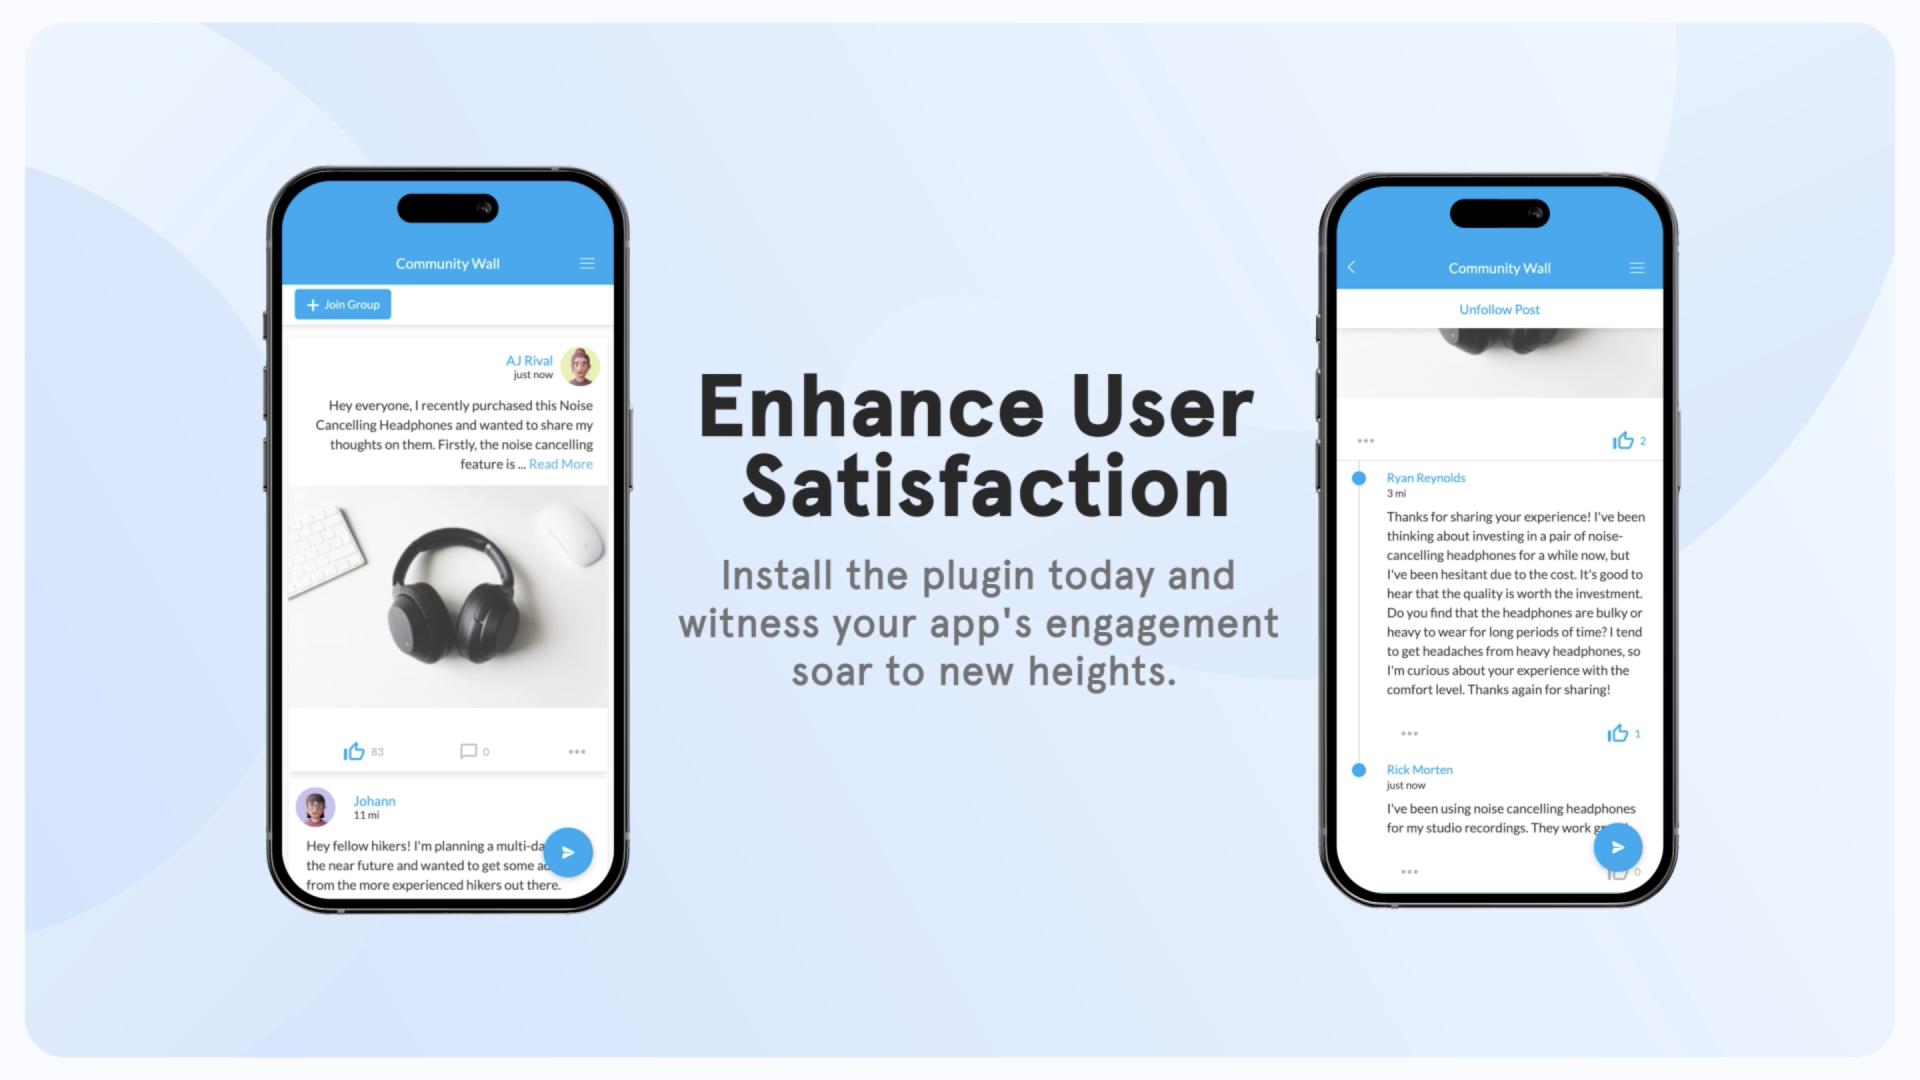 Community Wall
+ Join Group
AJ Rival
just now
Hey everyone, I recently purchased this Noise
Cancelling Headphones and wanted to share my
thoughts on them. Firstly, the noise cancelling
feature is ... Read More
83
0
Johann
11 mi
Hey fellow hikers! I'm planning a multi-da
the near future and wanted to get some
from the more experienced hikers out there.
Enhance User
Satisfaction
Install the plugin today and
witness your app's engagement
soar to new heights.
Community Wall
Unfollow Post
2
Ryan Reynolds
3 mi
Thanks for sharing your experience! I've been
thinking about investing in a pair of noise-
cancelling headphones for a while now, but
I've been hesitant due to the cost. It's good to
hear that the quality is worth the investment.
Do you find that the headphones are bulky or
heavy to wear for long periods of time? I tend
to get headaches from heavy headphones, so
I'm curious about your experience with the
comfort level. Thanks again for sharing!
1
Rick Morten
just now
I've been using noise cancelling headphones
for my studio recordings. They work
0